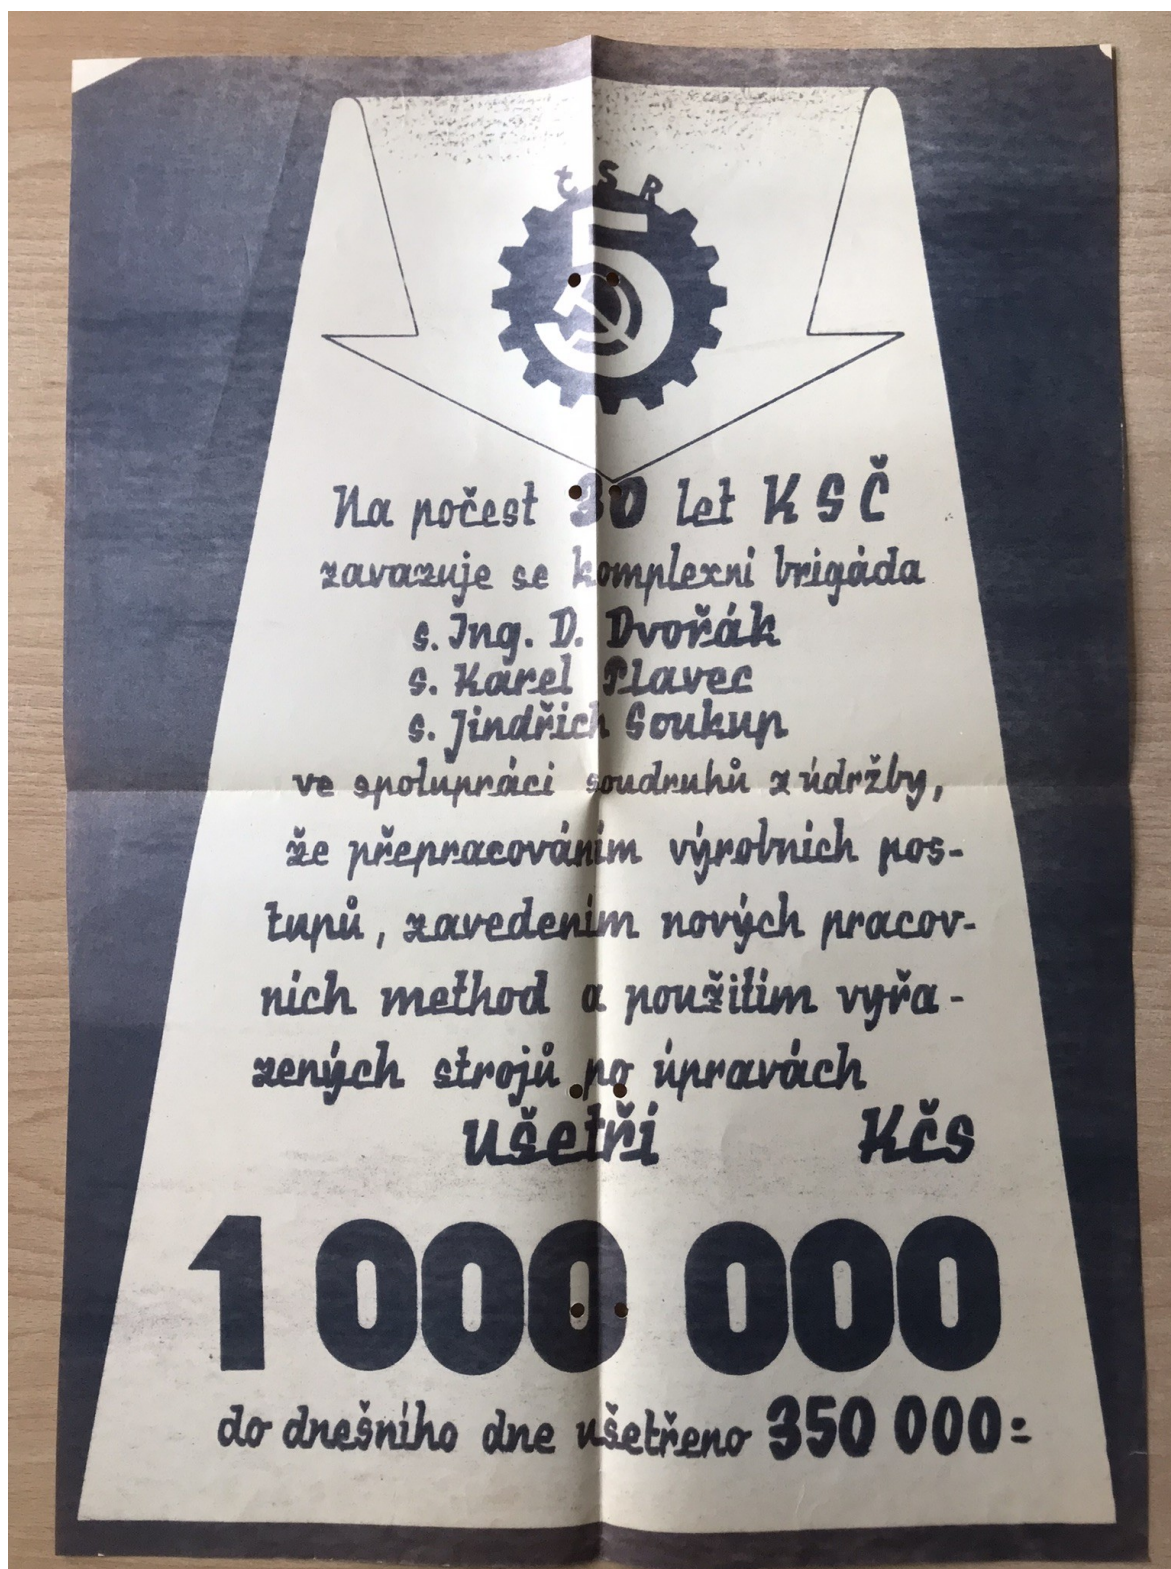 ČSR
5
Na počest 30 let KSČ
zavazuje se komplexní brigáda
s. Ing. D. Dvořák
s. Karel Plavec
s. Jindřich Soukup
ve spolupráci soudruhů z údržby,
že přepracováním výrobních pos-
tupů, zavedením nových pracov-
ních method a použitím vyřa-
zených strojů po úpravách
ušetří Kčs
1 000 000
do dnešního dne ušetřeno 350 000: